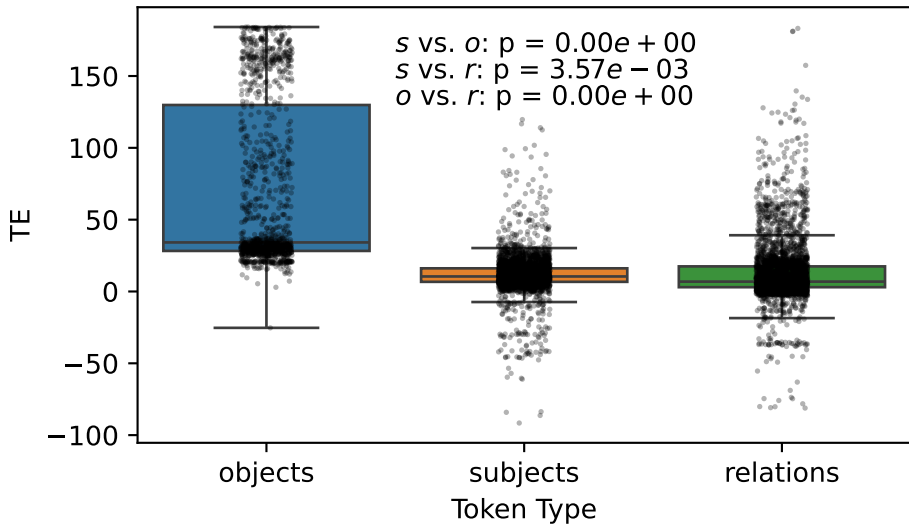 s vs. o: p = 0.00e + 00
s vs. r: p = 3.57e − 03
o vs. r: p = 0.00e + 00
TE
150
100
50
0
−50
−100
objects subjects relations
Token Type